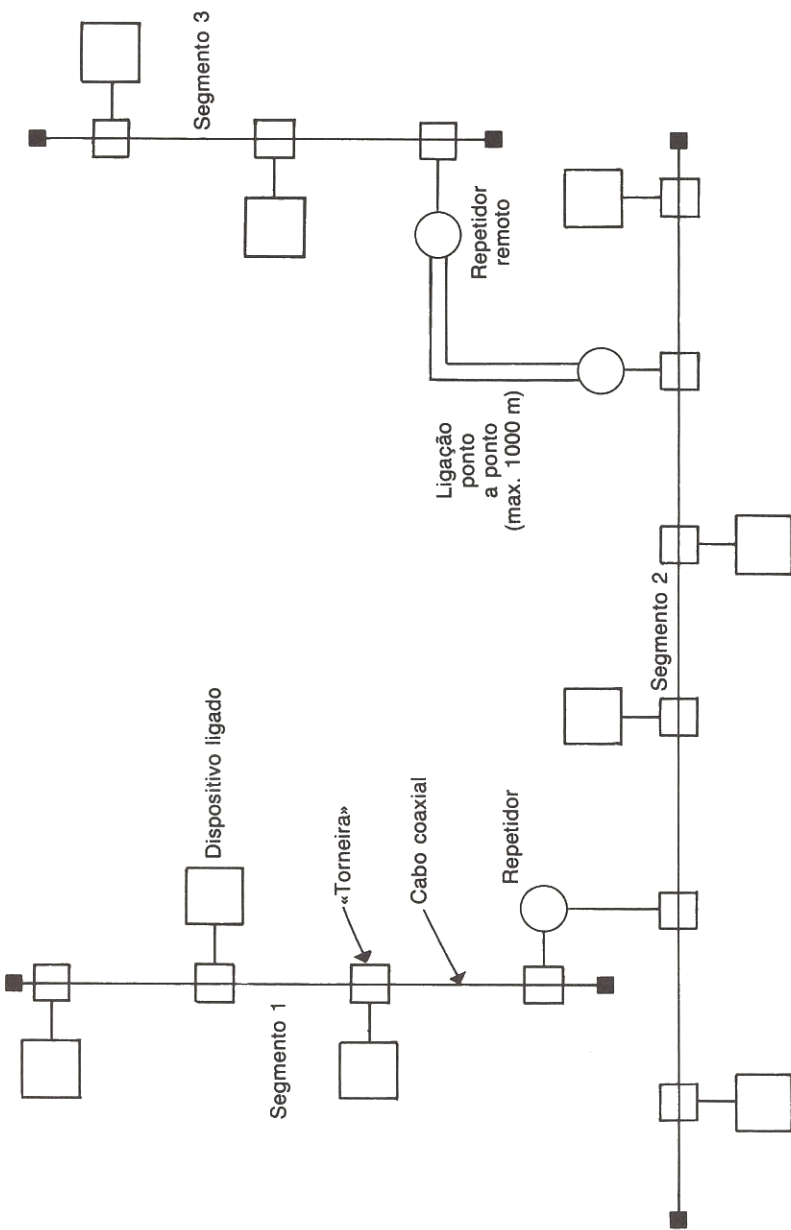 Segmento 3
Repetidor
remoto
Ligação
ponto
a ponto
(max. 1000 m)
Segmento 2
Dispositivo ligado
«Torneira»
Cabo coaxial
Repetidor
Segmento 1